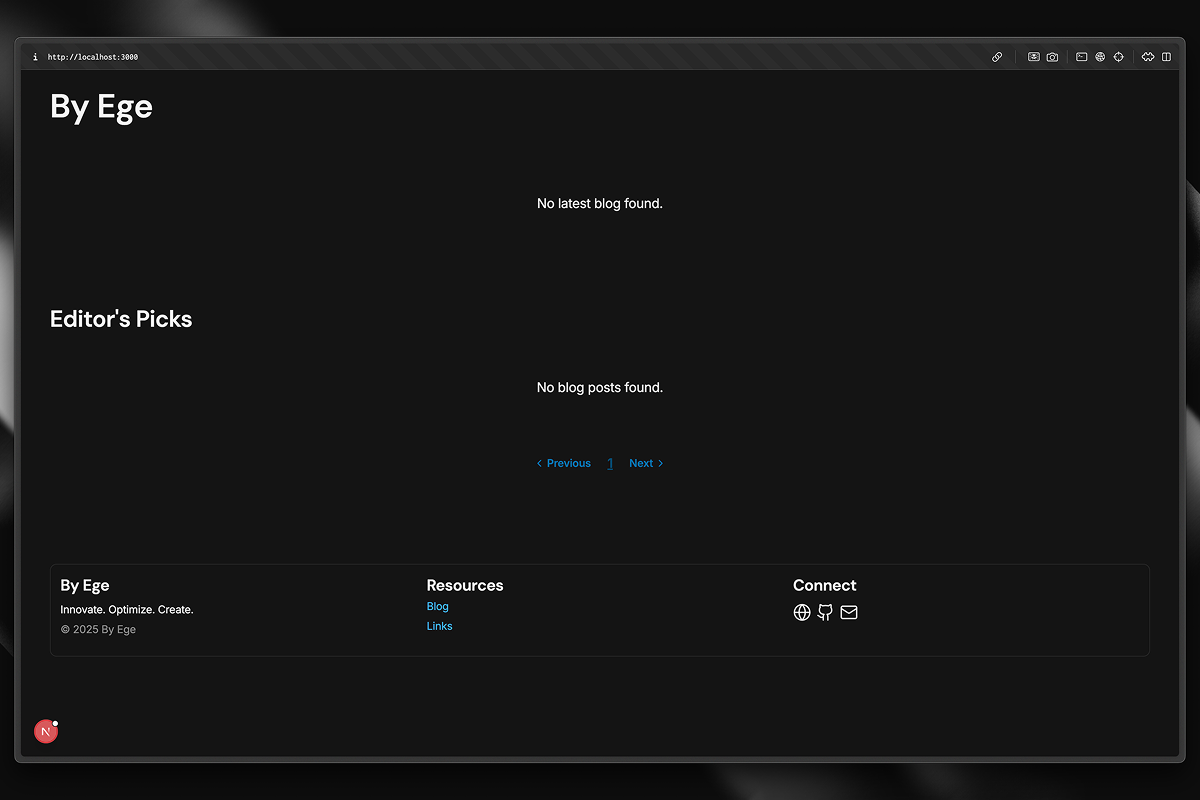 http://localhost:3000
By Ege
No latest blog found.
Editor's Picks
No blog posts found.
Previous 1 Next
By Ege
Innovate. Optimize. Create.
© 2025 By Ege
Resources
Blog
Links
Connect
N